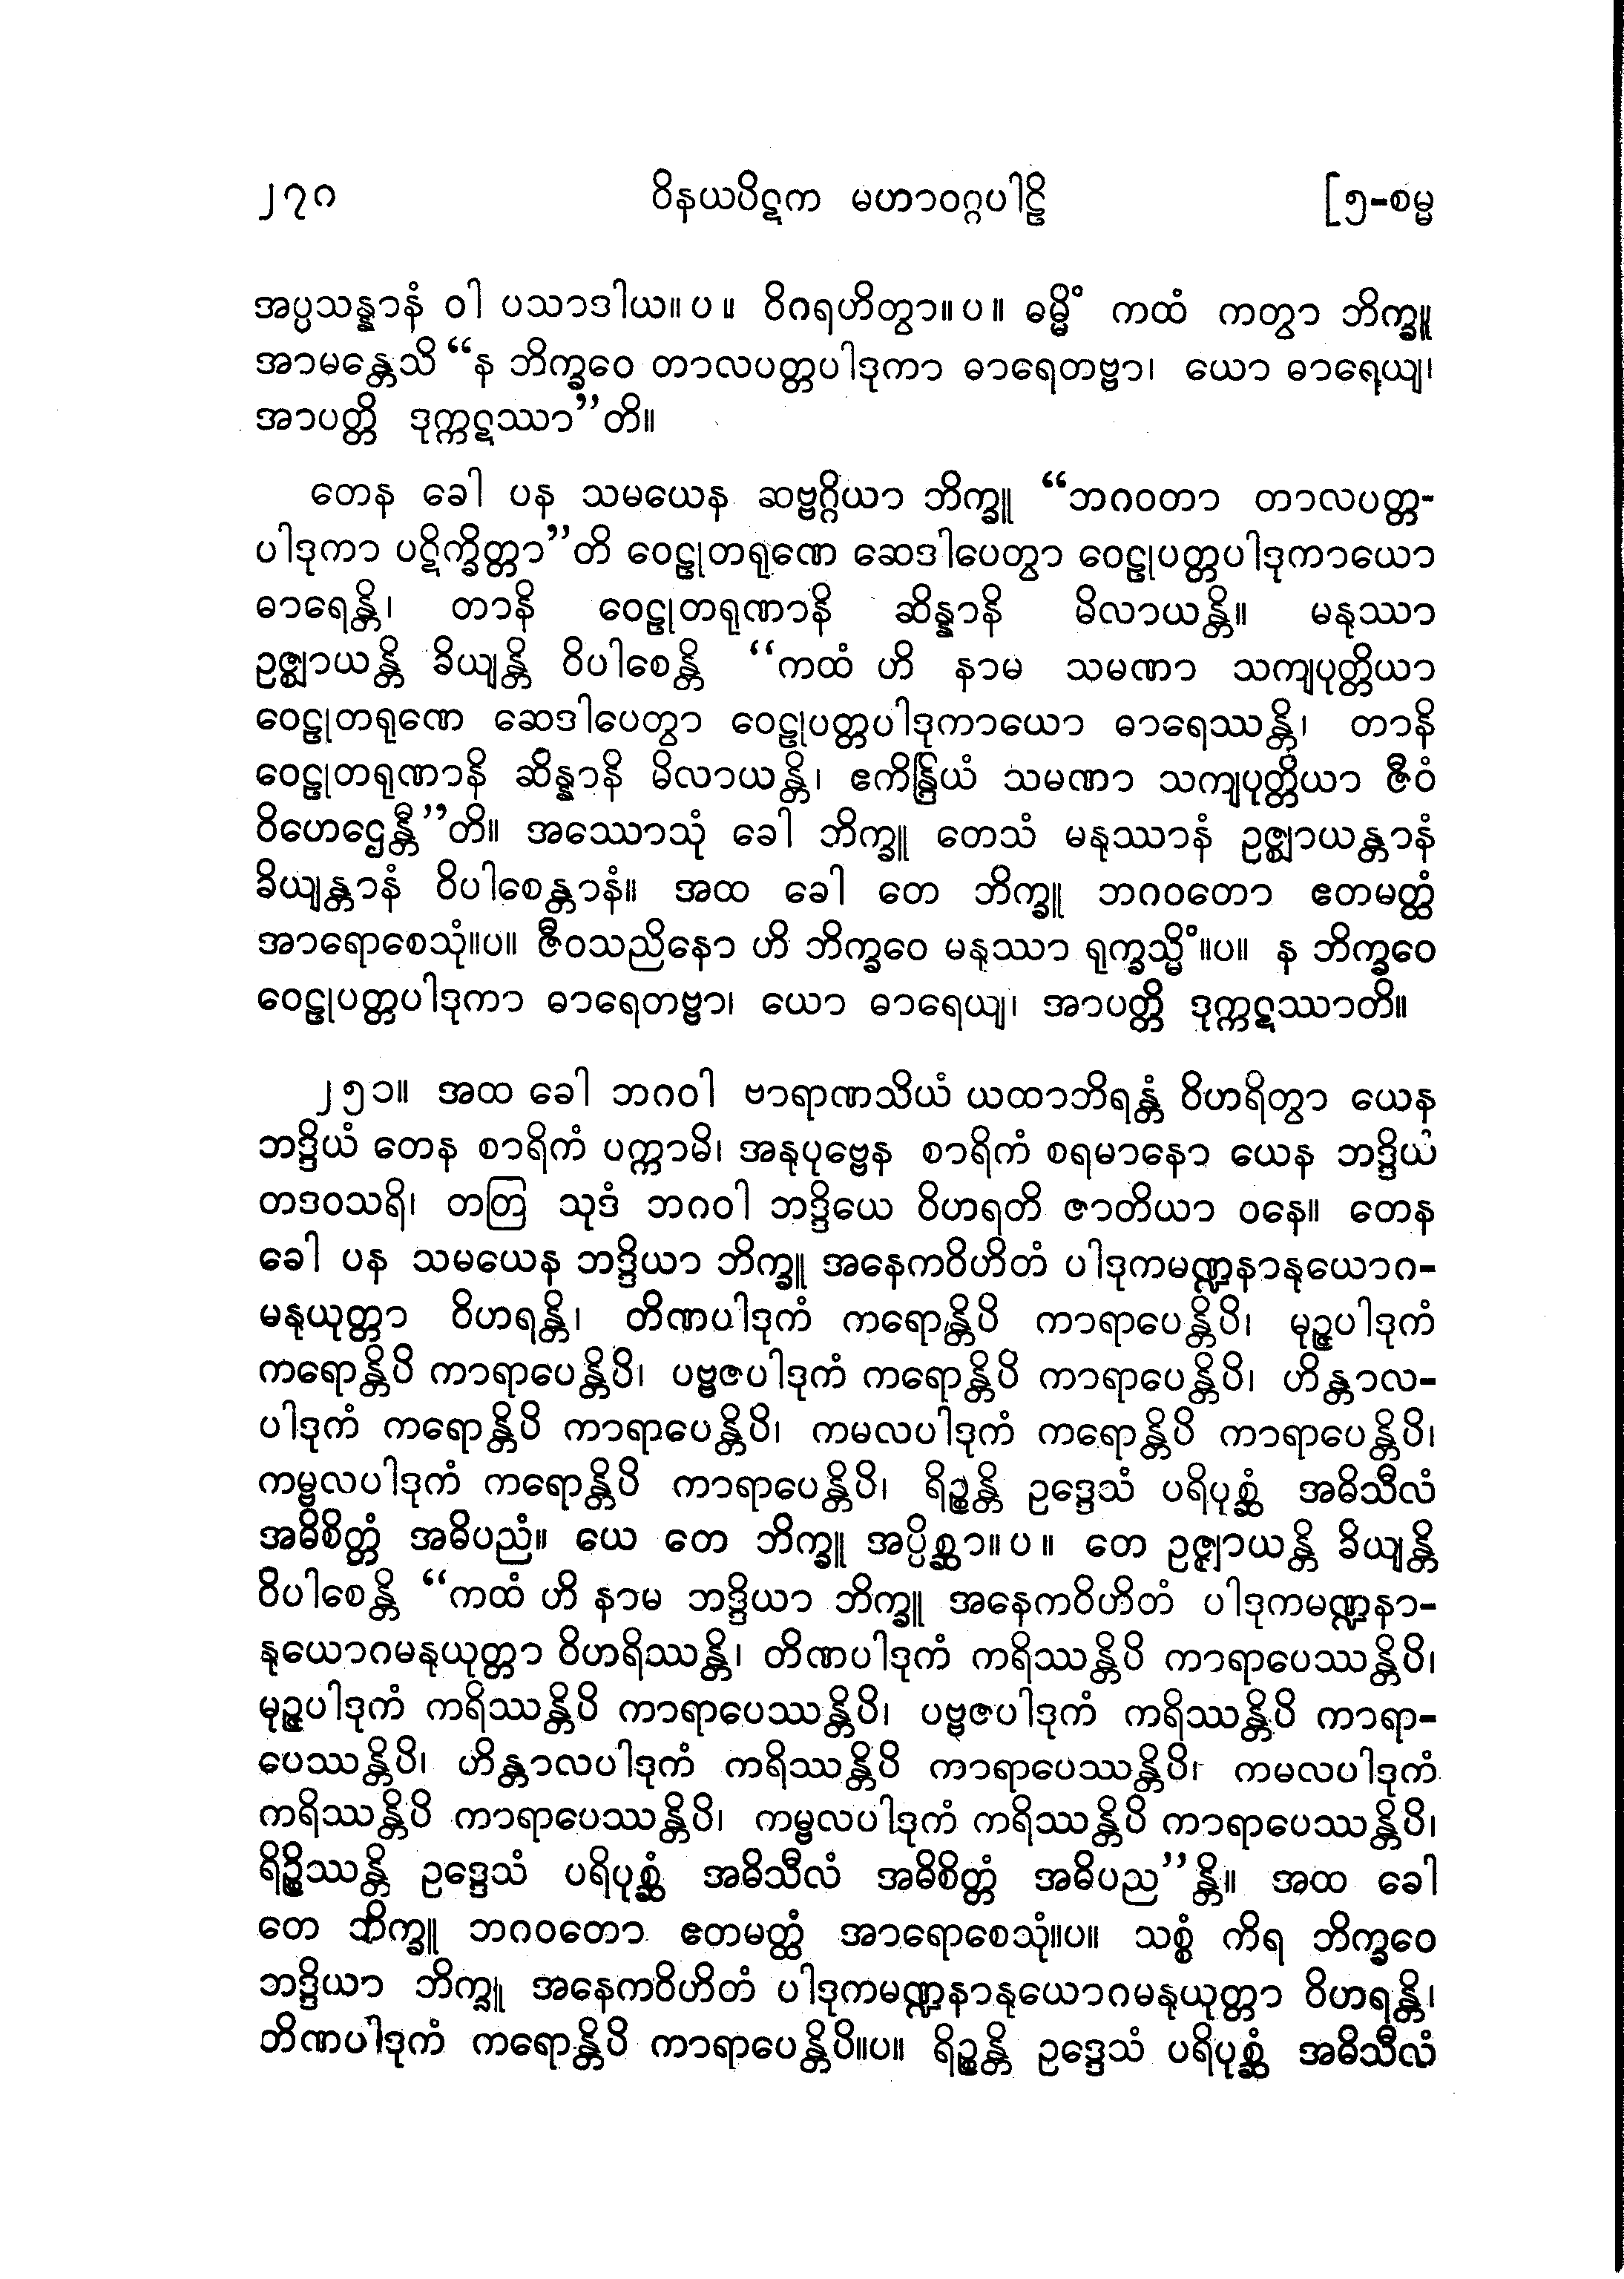 ၂၇၀ ဝိနယပိဋက မဟာဝဂ္ဂပါဠိ [၅-စမ္မ
အပ္ပသန္နာနံ ဝါ ပသာဒါယ။ ပ ။ ဝိဂရဟိတွာ။ ပ ။ ဓမ္မိံ ကထံ ကတွာ ဘိက္ခူ
အာမန္တေသိ “န ဘိက္ခဝေ တာလပတ္တပါဒုကာ ဓာရေတဗ္ဗာ၊ ယော ဓာရေယျ၊
အာပတ္တိ ဒုက္ကဋဿာ”တိ။
တေန ခေါ ပန သမယေန ဆဗ္ဗဂ္ဂိယာ ဘိက္ခူ “ဘဂဝတာ တာလပတ္တ-
ပါဒုကာ ပဋိက္ခိတ္တာ”တိ ဝေဠုတရုဏေ ဆေဒါပေတွာ ဝေဠုပတ္တပါဒုကာယော
ဓာရေန္တိ၊ တာနိ ဝေဠုတရုဏာနိ ဆိန္နာနိ မိလာယန္တိ။ မနုဿာ
ဥဇ္ဈာယန္တိ ခိယျန္တိ ဝိပါစေန္တိ “ကထံ ဟိ နာမ သမဏာ သကျပုတ္တိယာ
ဝေဠုတရုဏေ ဆေဒါပေတွာ ဝေဠုပတ္တပါဒုကာယော ဓာရေဿန္တိ၊ တာနိ
ဝေဠုတရုဏာနိ ဆိန္နာနိ မိလာယန္တိ၊ ဧကိန္ဒြိယံ သမဏာ သကျပုတ္တိယာ ဇီဝံ
ဝိဟေဌေန္တီ”တိ။ အဿောသုံ ခေါ ဘိက္ခူ တေသံ မနုဿာနံ ဥဇ္ဈာယန္တာနံ
ခိယျန္တာနံ ဝိပါစေန္တာနံ။ အထ ခေါ တေ ဘိက္ခူ ဘဂဝတော ဧတမတ္ထံ
အာရောစေသုံ။ပ။ ဇီဝသညိနော ဟိ ဘိက္ခဝေ မနုဿာ ရုက္ခသ္မိံ။ပ။ န ဘိက္ခဝေ
ဝေဠုပတ္တပါဒုကာ ဓာရေတဗ္ဗာ၊ ယော ဓာရေယျ၊ အာပတ္တိ ဒုက္ကဋဿာတိ။
၂၅၁။ အထ ခေါ ဘဂဝါ ဗာရာဏသိယံ ယထာဘိရန္တံ ဝိဟရိတွာ ယေန
ဘဒ္ဒိယံ တေန စာရိကံ ပက္ကာမိ၊ အနုပုဗ္ဗေန စာရိကံ စရမာနော ယေန ဘဒ္ဒိယံ
တဒဝသရိ၊ တတြ သုဒံ ဘဂဝါ ဘဒ္ဒိယေ ဝိဟရတိ ဇာတိယာ ဝနေ။ တေန
ခေါ ပန သမယေန ဘဒ္ဒိယာ ဘိက္ခူ အနေကဝိဟိတံ ပါဒုကမဏ္ဍနာနုယောဂ-
မနုယုတ္တာ ဝိဟရန္တိ၊ တိဏပါဒုကံ ကရောန္တိပိ ကာရာပေန္တိပိ၊ မုဉ္ဇပါဒုကံ
ကရောန္တိပိ ကာရာပေန္တိပိ၊ ပဗ္ဗဇပါဒုကံ ကရောန္တိပိ ကာရာပေန္တိပိ၊ ဟိန္တာလ-
ပါဒုကံ ကရောန္တိပိ ကာရာပေန္တိပိ၊ ကမလပါဒုကံ ကရောန္တိပိ ကာရာပေန္တိပိ၊
ကမ္ဗလပါဒုကံ ကရောန္တိပိ ကာရာပေန္တိပိ၊ ရိဉ္စန္တိ ဥဒ္ဒေသံ ပရိပုစ္ဆံ အဓိသီလံ
အဓိစိတ္တံ အဓိပညံ။ ယေ တေ ဘိက္ခူ အပ္ပိစ္ဆာ။ ပ ။ တေ ဥဇ္ဈာယန္တိ ခိယျန္တိ
ဝိပါစေန္တိ “ကထံ ဟိ နာမ ဘဒ္ဒိယာ ဘိက္ခူ အနေကဝိဟိတံ ပါဒုကမဏ္ဍနာ-
နုယောဂမနုယုတ္တာ ဝိဟရိဿန္တိ၊ တိဏပါဒုကံ ကရိဿန္တိပိ ကာရာပေဿန္တိပိ၊
မုဉ္ဇပါဒုကံ ကရိဿန္တိပိ ကာရာပေဿန္တိပိ၊ ပဗ္ဗဇပါဒုကံ ကရိဿန္တိပိ ကာရာ-
ပေဿန္တိပိ၊ ဟိန္တာလပါဒုကံ ကရိဿန္တိပိ ကာရာပေဿန္တိပိ၊ ကမလပါဒုကံ
ကရိဿန္တိပိ ကာရာပေဿန္တိပိ၊ ကမ္ဗလပါဒုကံ ကရိဿန္တိပိ ကာရာပေဿန္တိပိ၊
ရိဉ္စိဿန္တိ ဥဒ္ဒေသံ ပရိပုစ္ဆံ အဓိသီလံ အဓိစိတ္တံ အဓိပည”န္တိ။ အထ ခေါ
တေ ဘိက္ခူ ဘဂဝတော ဧတမတ္ထံ အာရောစေသုံ။ပ။ သစ္စံ ကိရ ဘိက္ခဝေ
ဘဒ္ဒိယာ ဘိက္ခူ အနေကဝိဟိတံ ပါဒုကမဏ္ဍနာနုယောဂမနုယုတ္တာ ဝိဟရန္တိ၊
တိဏပါဒုကံ ကရောန္တိပိ ကာရာပေန္တိပိ။ပ။ ရိဉ္စန္တိ ဥဒ္ဒေသံ ပရိပုစ္ဆံ အဓိသီလံ